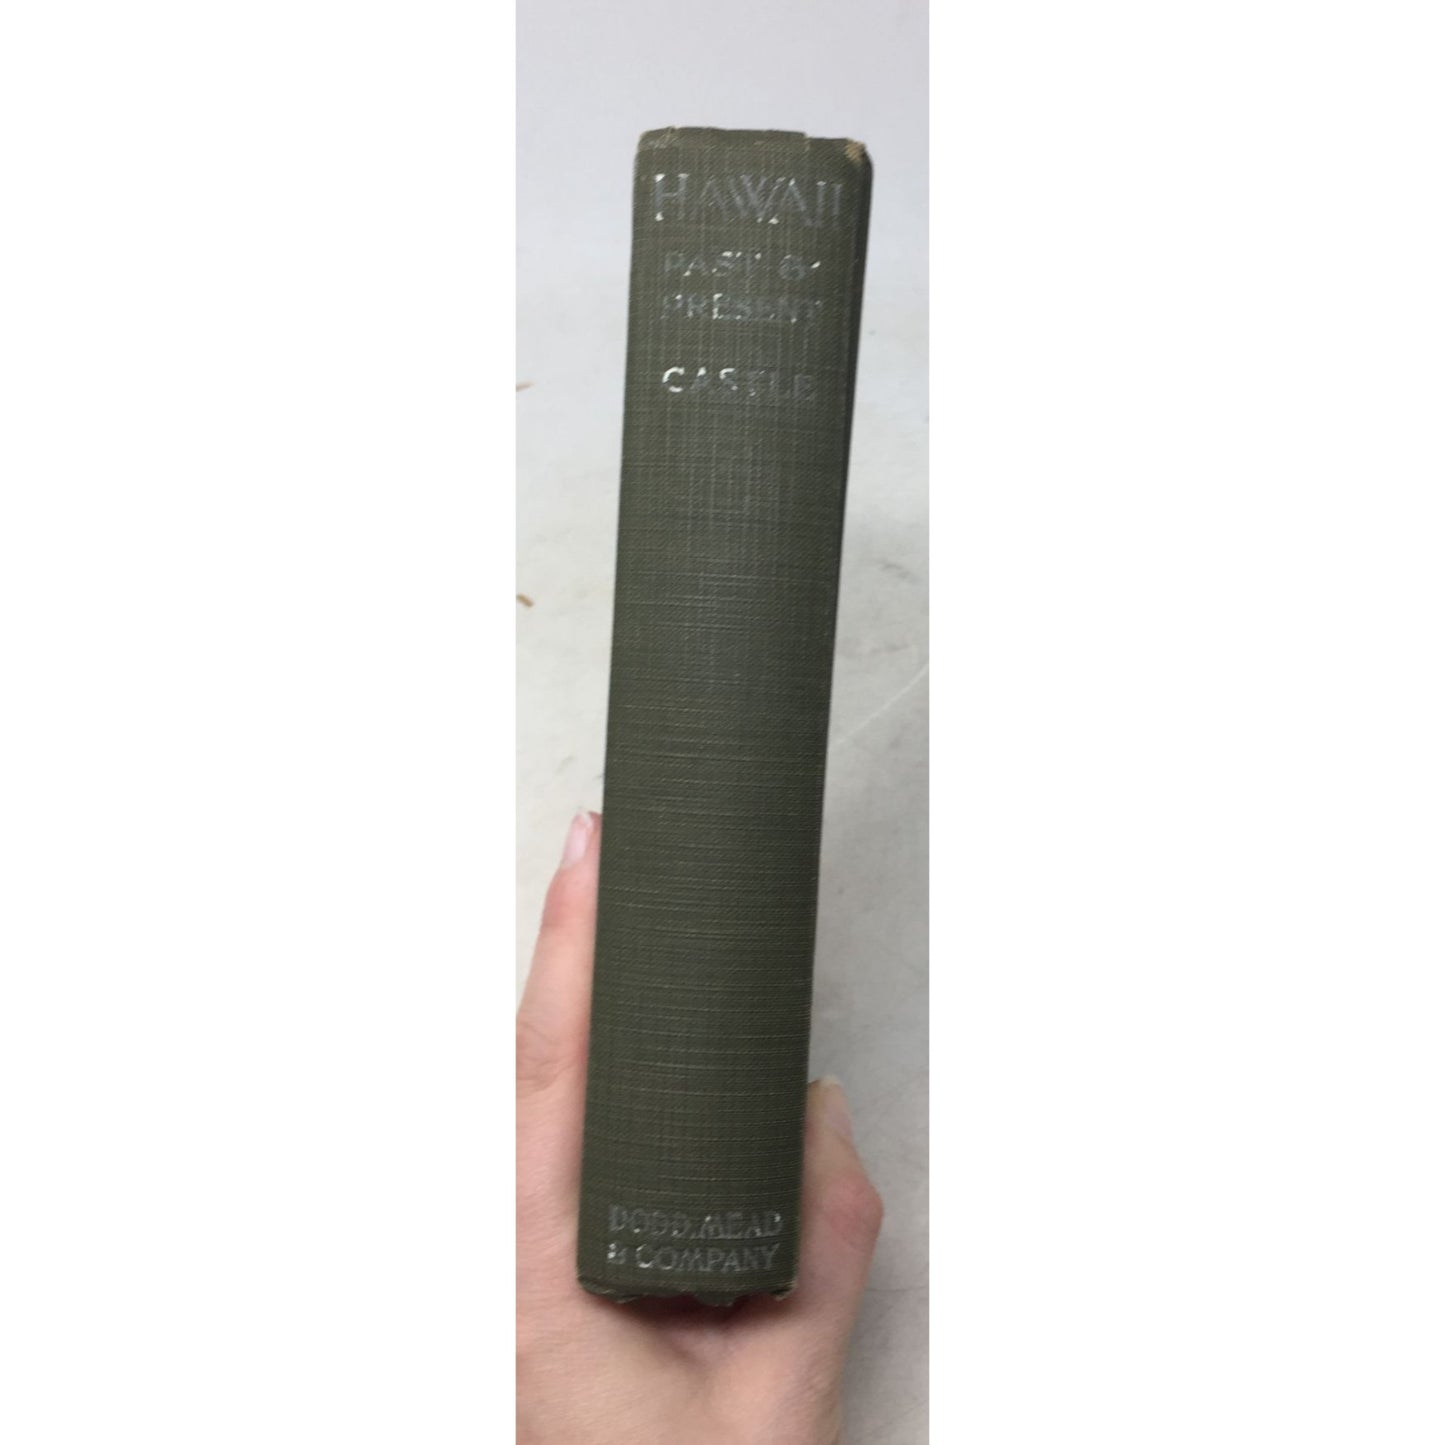 HAWAII
PAST &
PRESENT
CASTLE
DODD, MEAD
& COMPANY